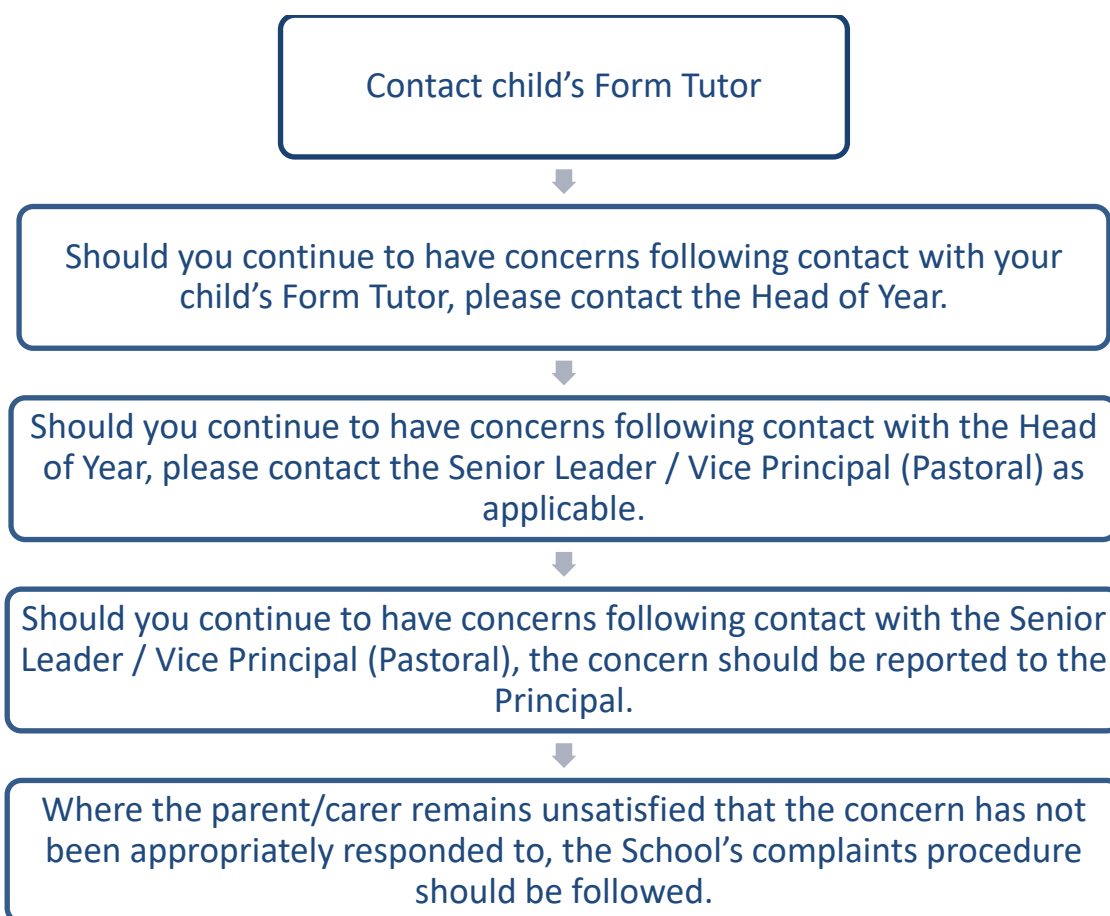 Contact child's Form Tutor
Should you continue to have concerns following contact with your
child's Form Tutor, please contact the Head of Year.
Should you continue to have concerns following contact with the Head
of Year, please contact the Senior Leader / Vice Principal (Pastoral) as
applicable.
Should you continue to have concerns following contact with the Senior
Leader / Vice Principal (Pastoral), the concern should be reported to the
Principal.
Where the parent/carer remains unsatisfied that the concern has not
been appropriately responded to, the School's complaints procedure
should be followed.